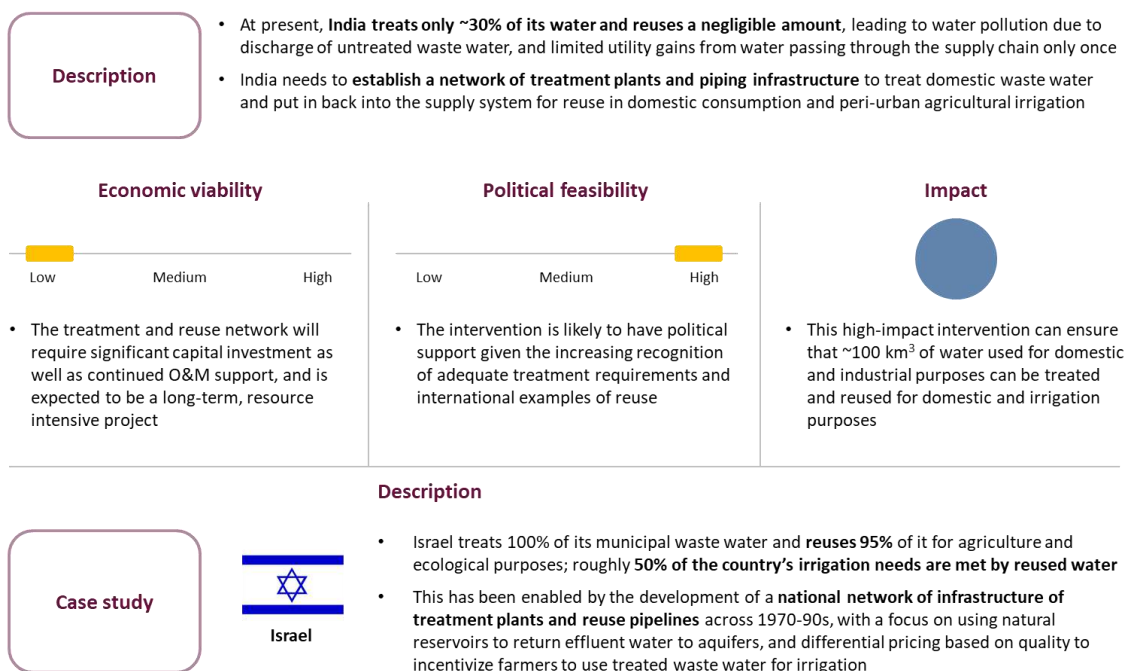 Description
• At present, India treats only ~30% of its water and reuses a negligible amount, leading to water pollution due to
discharge of untreated waste water, and limited utility gains from water passing through the supply chain only once
• India needs to establish a network of treatment plants and piping infrastructure to treat domestic waste water
and put in back into the supply system for reuse in domestic consumption and peri-urban agricultural irrigation
Economic viability
Low Medium High
• The treatment and reuse network will
require significant capital investment as
well as continued O&M support, and is
expected to be a long-term, resource
intensive project
Political feasibility
Low Medium High
• The intervention is likely to have political
support given the increasing recognition
of adequate treatment requirements and
international examples of reuse
Impact
• This high-impact intervention can ensure
that ~100 km³ of water used for domestic
and industrial purposes can be treated
and reused for domestic and irrigation
purposes
Case study
Israel
Description
• Israel treats 100% of its municipal waste water and reuses 95% of it for agriculture and
ecological purposes; roughly 50% of the country's irrigation needs are met by reused water
• This has been enabled by the development of a national network of infrastructure of
treatment plants and reuse pipelines across 1970-90s, with a focus on using natural
reservoirs to return effluent water to aquifers, and differential pricing based on quality to
incentivize farmers to use treated waste water for irrigation